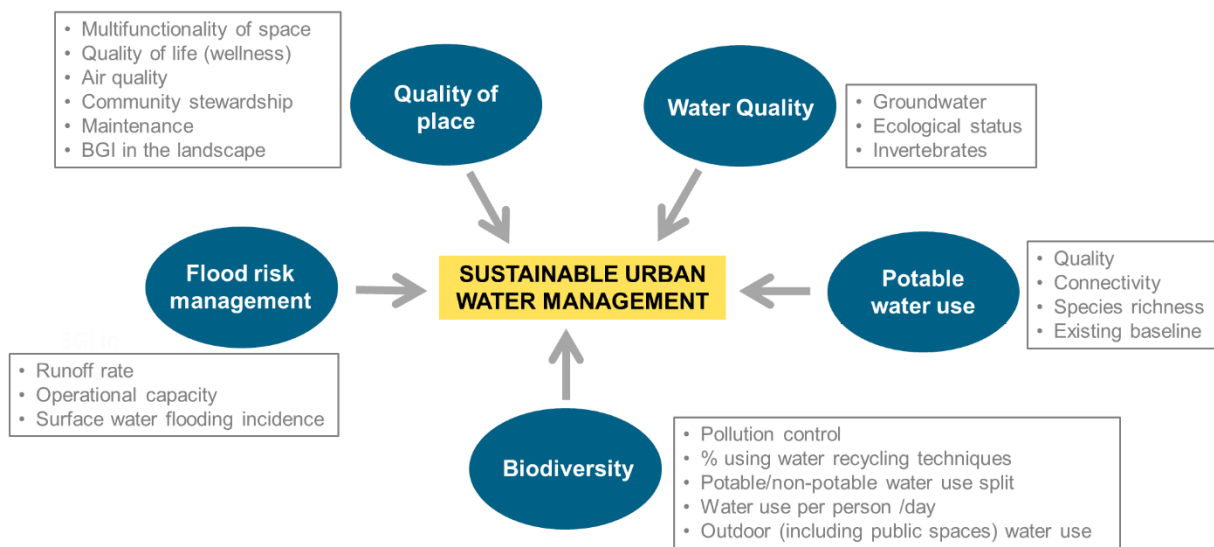 • Multifunctionality of space
• Quality of life (wellness)
• Air quality
• Community stewardship
• Maintenance
• BGI in the landscape
Quality of
place
Water Quality
• Groundwater
• Ecological status
• Invertebrates
Flood risk
management
SUSTAINABLE URBAN
WATER MANAGEMENT
Potable
water use
• Quality
• Connectivity
• Species richness
• Existing baseline
• Runoff rate
• Operational capacity
• Surface water flooding incidence
Biodiversity
• Pollution control
• % using water recycling techniques
• Potable/non-potable water use split
• Water use per person /day
• Outdoor (including public spaces) water use